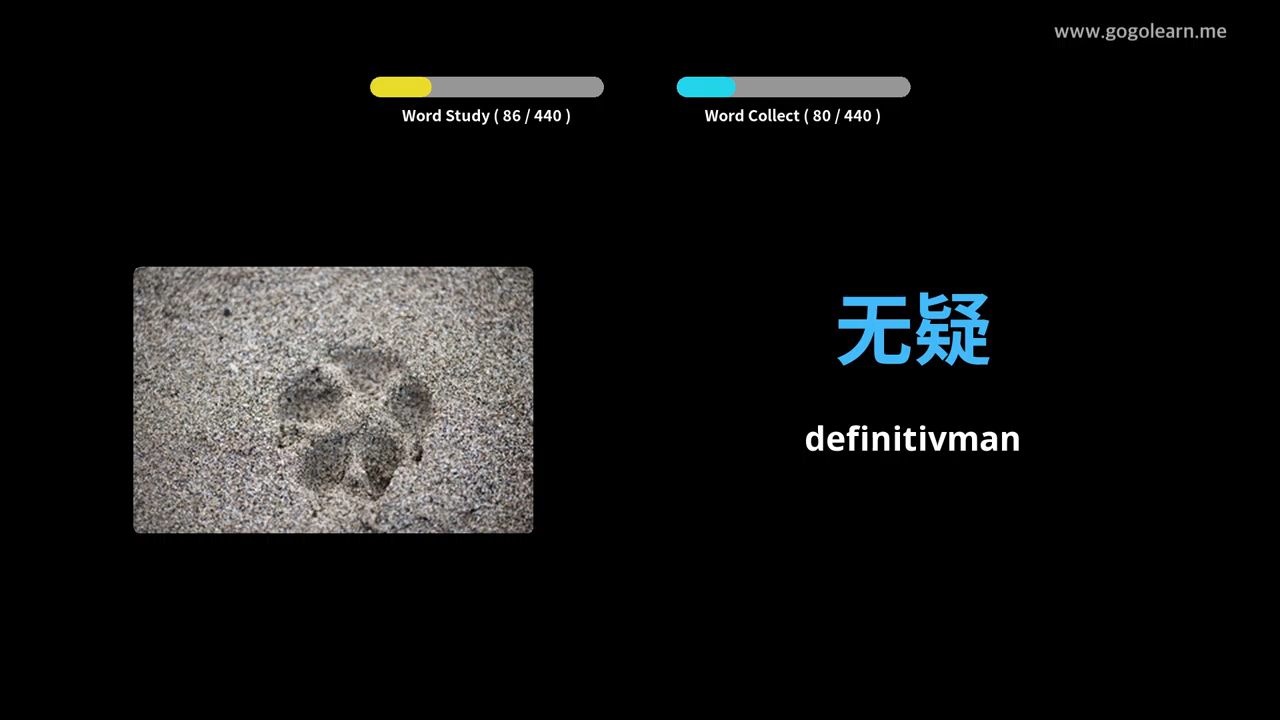 www.gogolearn.me
Word Study ( 86 / 440 )
Word Collect ( 80 / 440 )
无疑
definitivman